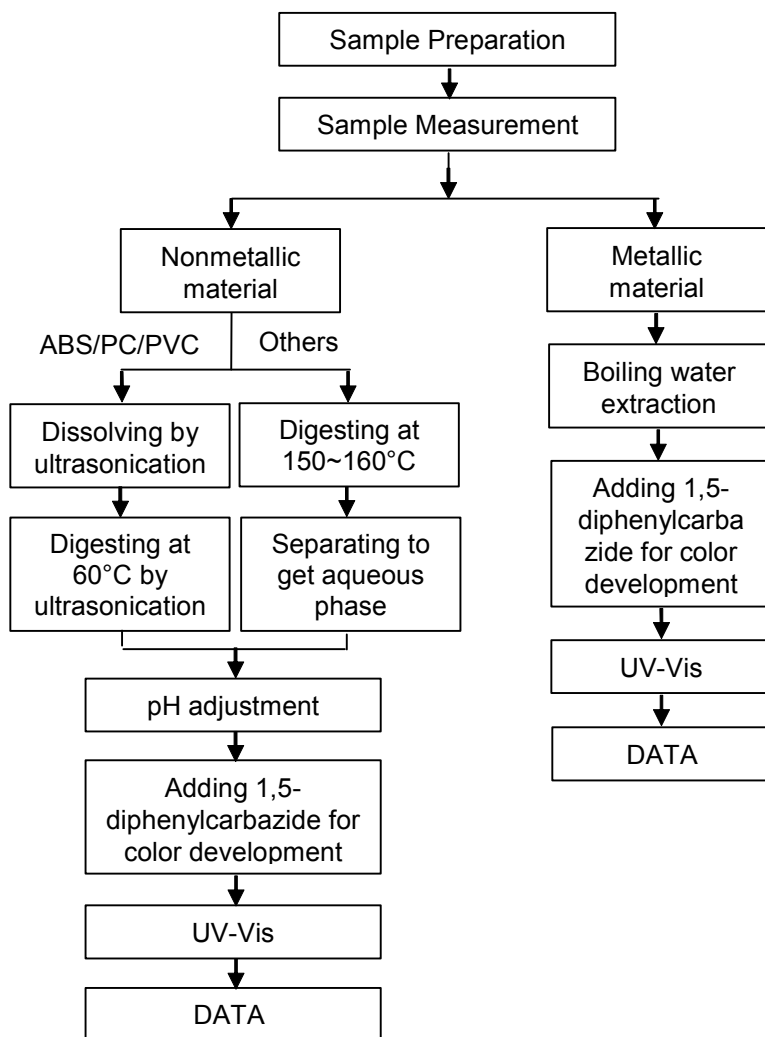 Sample Preparation
Sample Measurement
Nonmetallic
material
ABS/PC/PVC
Others
Dissolving by
ultrasonication
Digesting at
150~160°C
Digesting at
60°C by
ultrasonication
Separating to
get aqueous
phase
pH adjustment
Adding 1,5-
diphenylcarbazide for
color development
UV-Vis
DATA
Metallic
material
Boiling water
extraction
Adding 1,5-
diphenylcarba
zide for color
development
UV-Vis
DATA